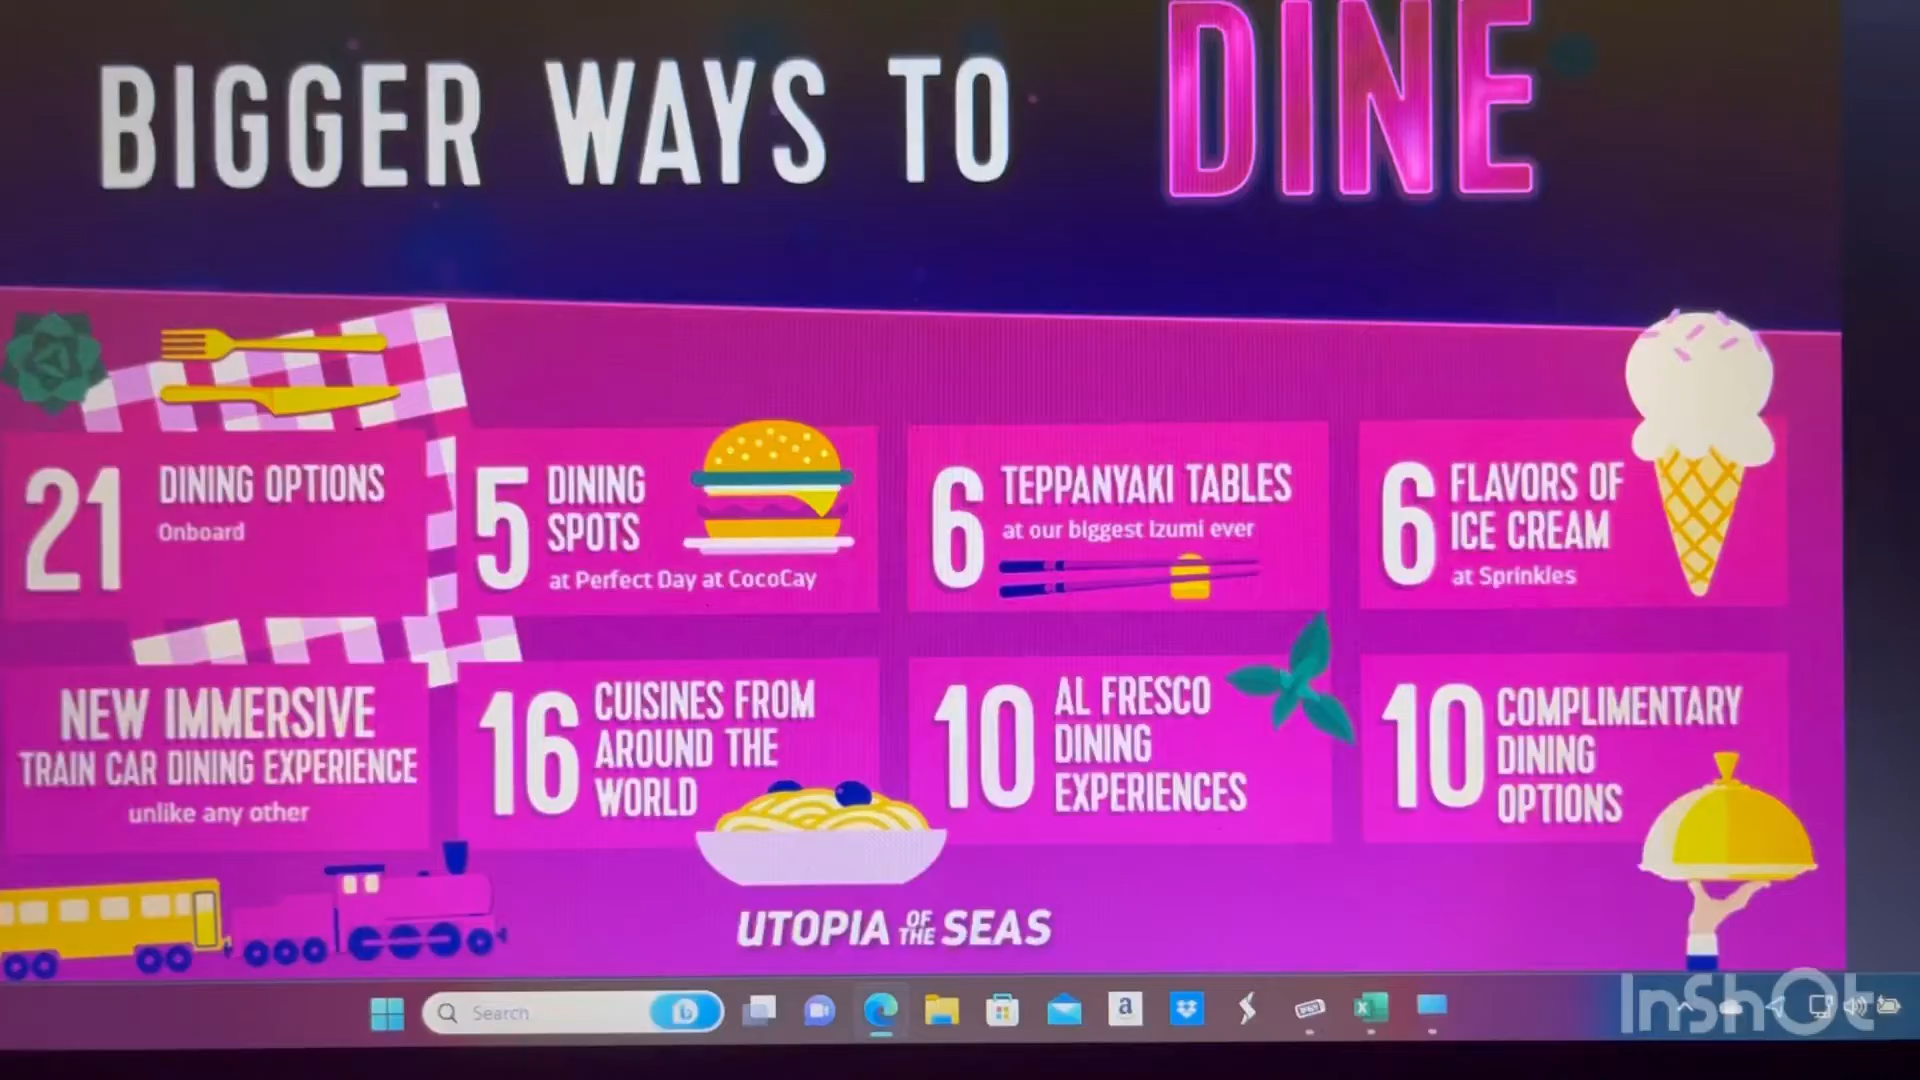 BIGGER WAYS TO DINE
21 DINING OPTIONS
Onboard
5 DINING
SPOTS
at Perfect Day at CocoCay
6 TEPPANYAKI TABLES
at our biggest Izumi ever
6 FLAVORS OF
ICE CREAM
at Sprinkles
NEW IMMERSIVE
TRAIN CAR DINING EXPERIENCE
unlike any other
16 CUISINES FROM
AROUND THE
WORLD
10 AL FRESCO
DINING
EXPERIENCES
10 COMPLIMENTARY
DINING
OPTIONS
UTOPIA OF THE SEAS
Search
a
InShOt